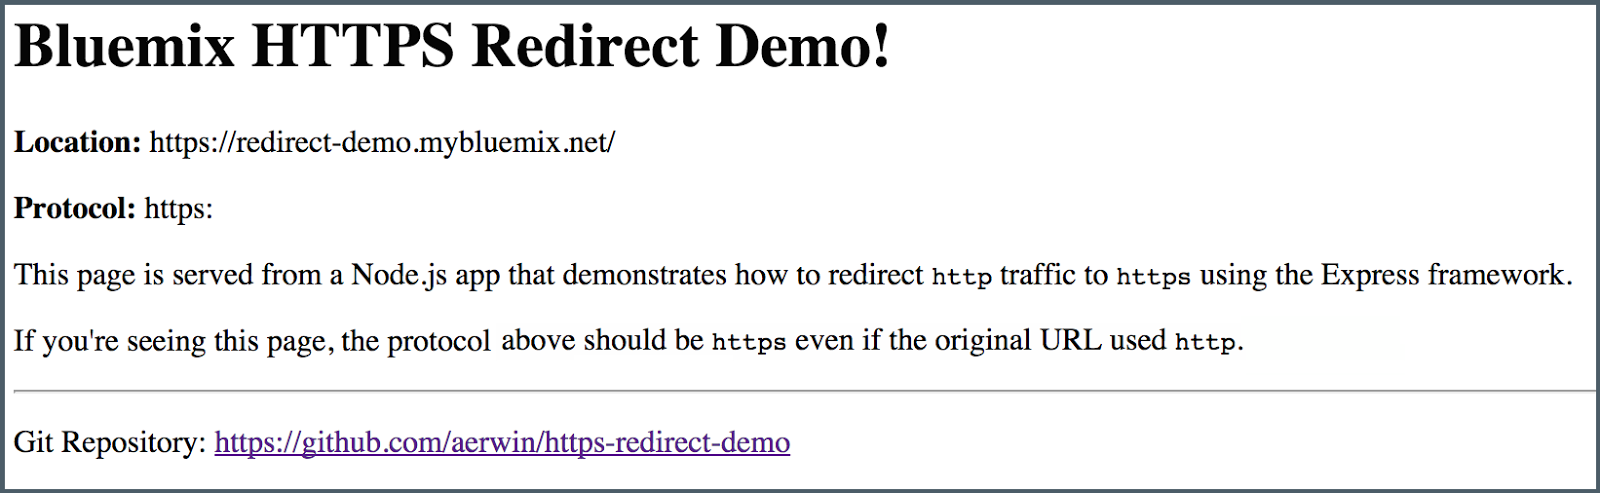 Bluemix HTTPS Redirect Demo!
Location: https://redirect-demo.mybluemix.net/
Protocol: https:
This page is served from a Node.js app that demonstrates how to redirect http traffic to https using the Express framework.
If you're seeing this page, the protocol above should be https even if the original URL used http.
Git Repository: https://github.com/aerwin/https-redirect-demo